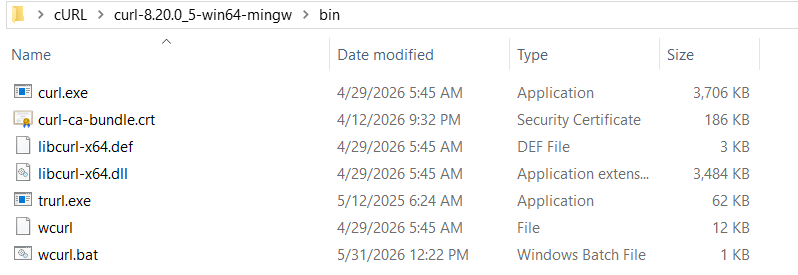 cURL > curl-8.20.0_5-win64-mingw > bin
Name Date modified Type Size
curl.exe 4/29/2026 5:45 AM Application 3,706 KB
curl-ca-bundle.crt 4/12/2026 9:32 PM Security Certificate 186 KB
libcurl-x64.def 4/29/2026 5:45 AM DEF File 3 KB
libcurl-x64.dll 4/29/2026 5:45 AM Application extens... 3,484 KB
trurl.exe 5/12/2025 6:24 AM Application 62 KB
wcurl 4/29/2026 5:45 AM File 12 KB
wcurl.bat 5/31/2026 12:22 PM Windows Batch File 1 KB